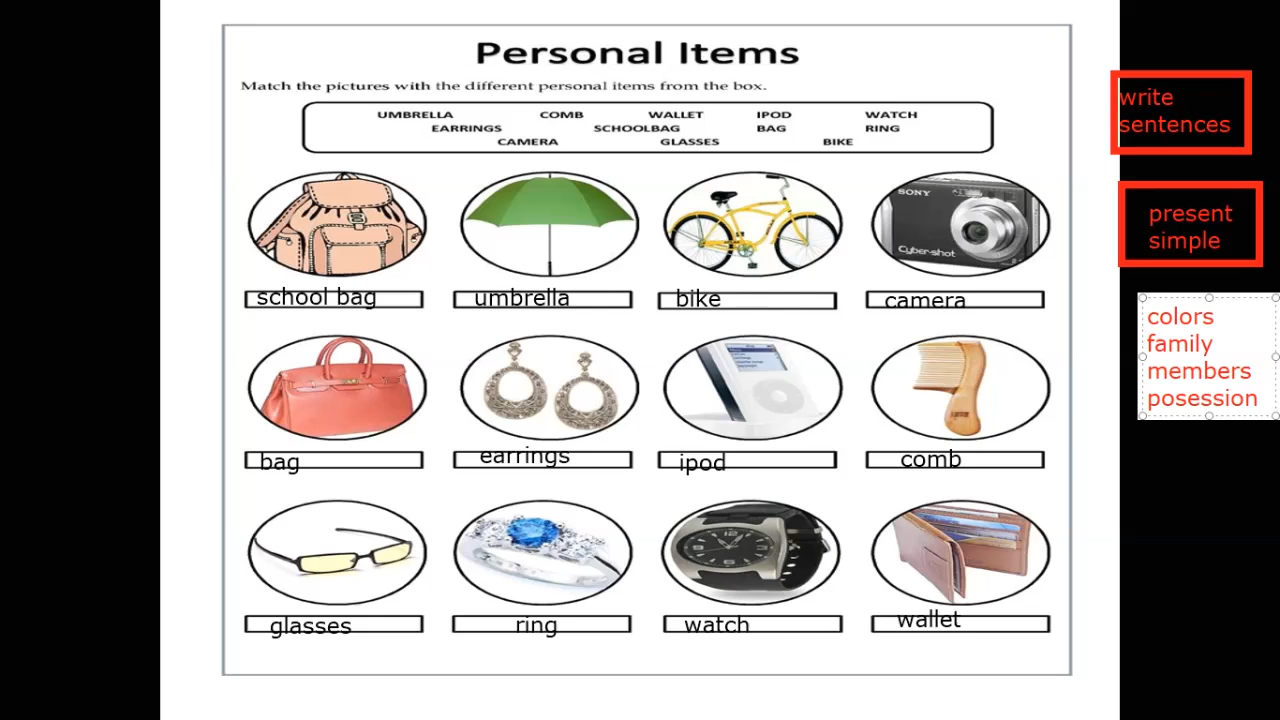 Personal Items
Match the pictures with the different personal items from the box.
UMBRELLA COMB WALLET IPOD WATCH
EARRINGS SCHOOLBAG BAG RING
CAMERA GLASSES BIKE
SONY
Cyber-shot
school bag umbrella bike camera
bag earrings ipod comb
glasses ring watch wallet
write
sentences
present
simple
colors
family
members
posession